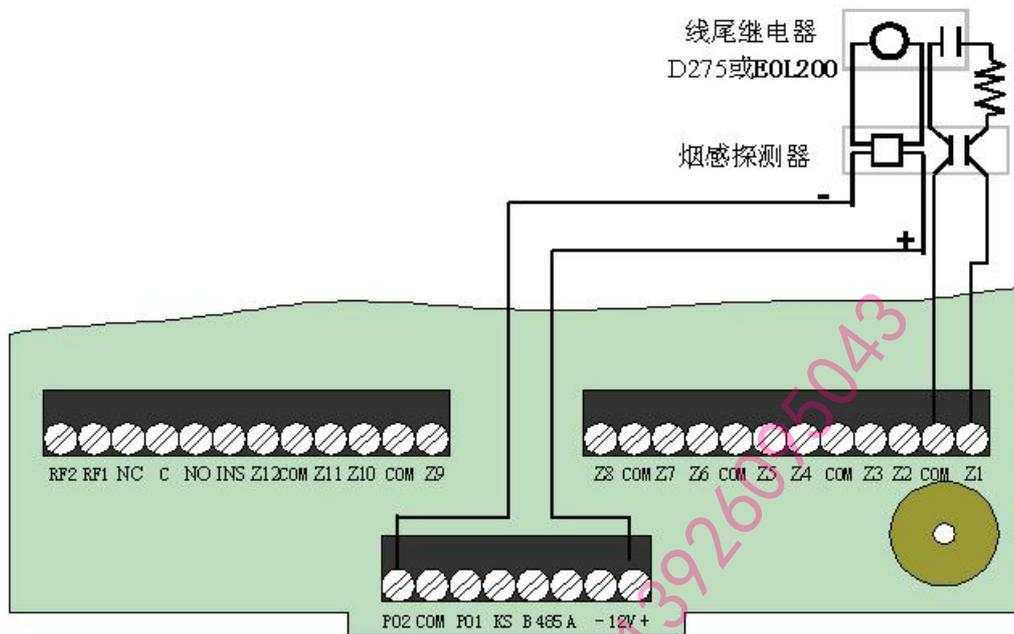 线尾继电器
D275或EOL200
烟感探测器
-
+
RF2 RF1 NC C NO INS Z12 COM Z11 Z10 COM Z9
Z8 COM Z7 Z6 COM Z5 Z4 COM Z3 Z2 COM Z1
PO2 COM PO1 KS B 485 A - 12V +
13926095043